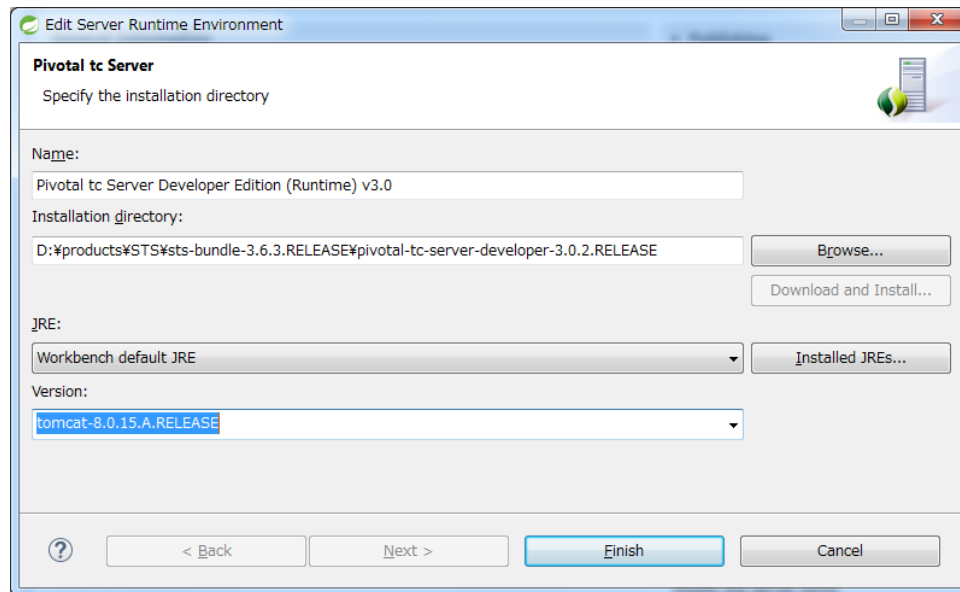 Edit Server Runtime Environment
Pivotal tc Server
Specify the installation directory
Name:
Pivotal tc Server Developer Edition (Runtime) v3.0
Installation directory:
D:¥products¥STS¥sts-bundle-3.6.3.RELEASE¥pivotal-tc-server-developer-3.0.2.RELEASE
Browse...
Download and Install...
JRE:
Workbench default JRE
Installed JREs...
Version:
tomcat-8.0.15.A.RELEASE
?
< Back
Next >
Finish
Cancel